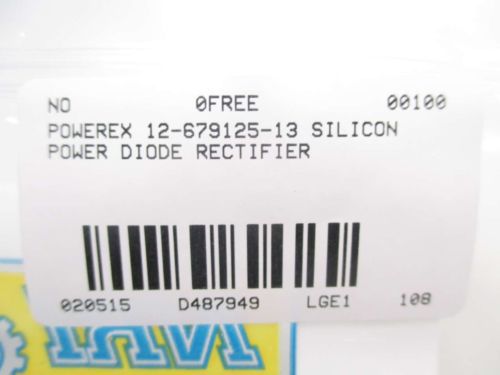 NO 0FREE 00100
POWEREX 12-679125-13 SILICON
POWER DIODE RECTIFIER
020515 D487949 LGE1 108